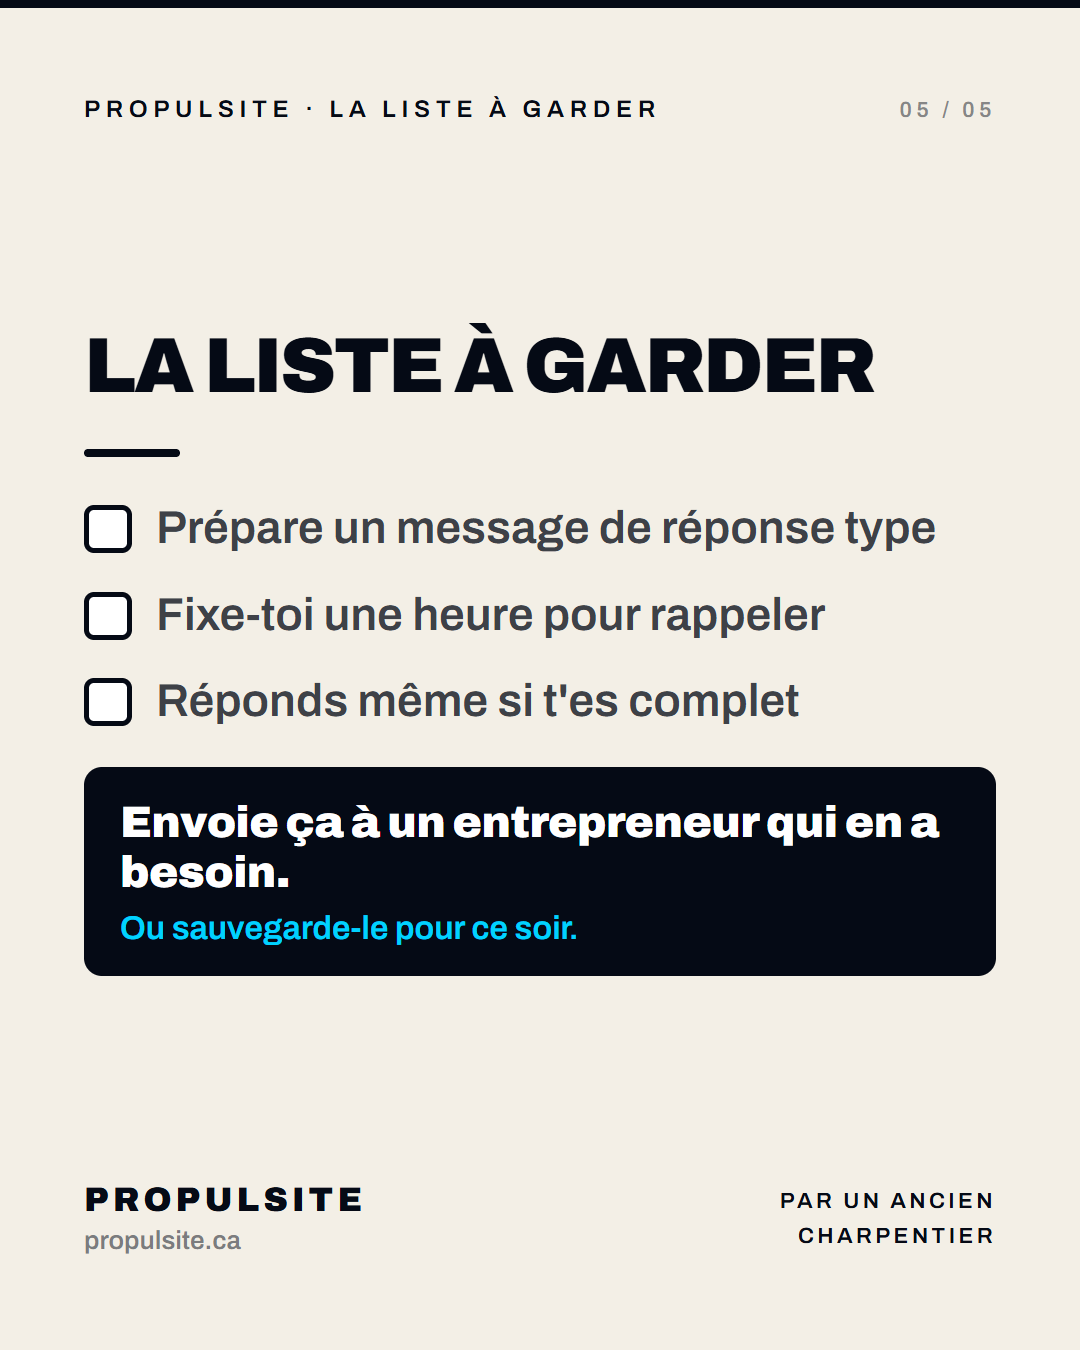 PROPULSITE · LA LISTE À GARDER
05 / 05
LA LISTE À GARDER
Prépare un message de réponse type
Fixe-toi une heure pour rappeler
Réponds même si t'es complet
Envoie ça à un entrepreneur qui en a
besoin.
Ou sauvegarde-le pour ce soir.
PROPULSITE
propulsite.ca
PAR UN ANCIEN
CHARPENTIER